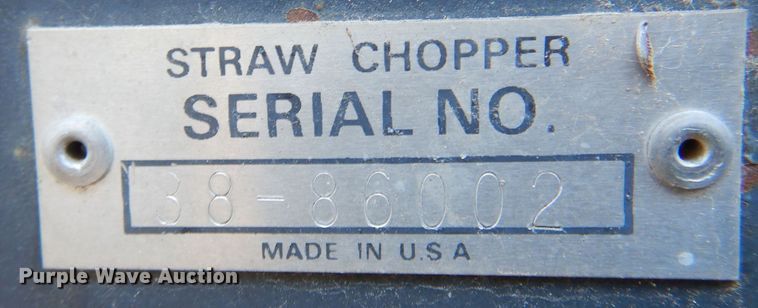 STRAW CHOPPER
SERIAL NO.
38-86002
MADE IN U.S.A
Purple Wave Auction